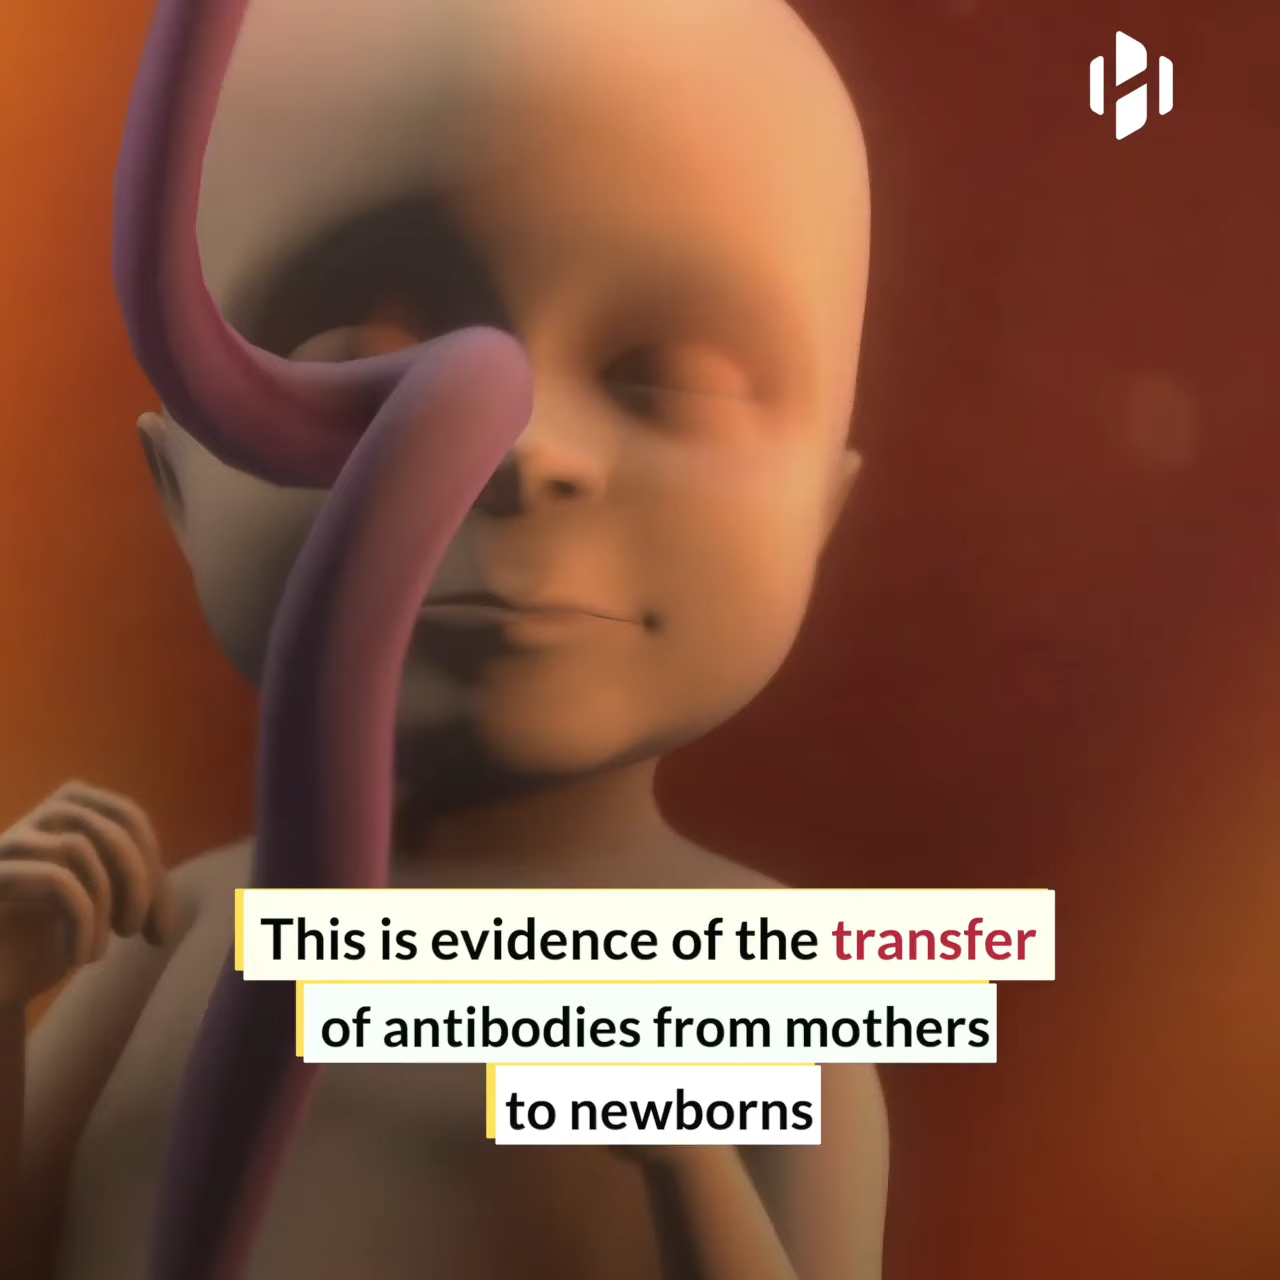 This is evidence of the transfer
of antibodies from mothers
to newborns